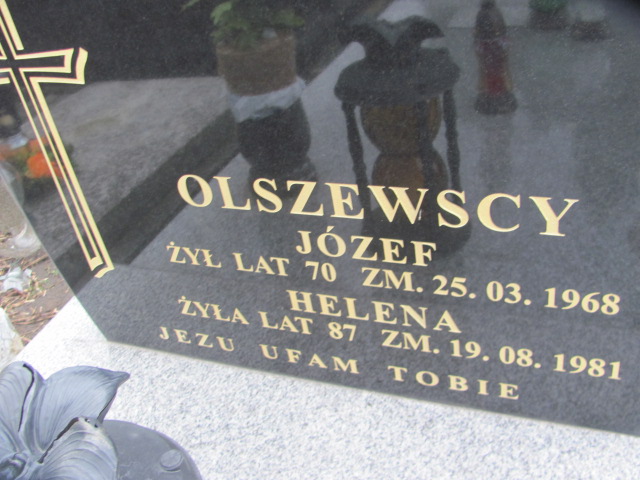 OLSZEWSCY
JÓZEF
ŻYŁ LAT 70 ZM. 25. 03. 1968
HELENA
ŻYŁA LAT 87 ZM. 19. 08. 1981
JEZU UFAM TOBIE